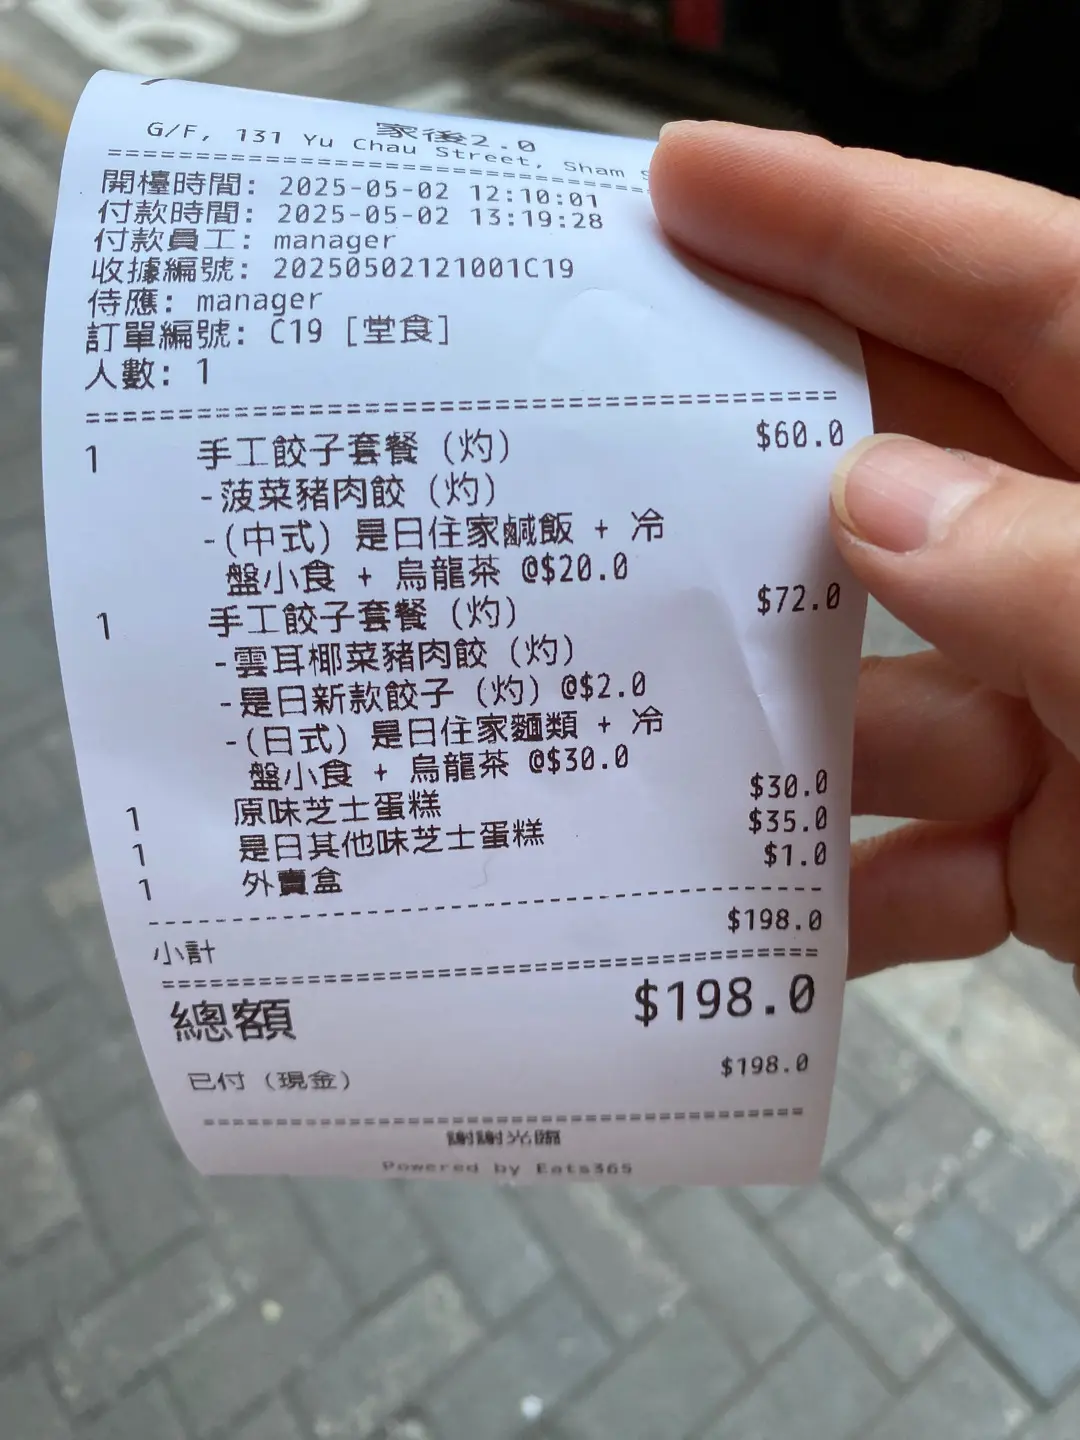 家後2.0
G/F, 131 Yu Chau Street, Sham
================================
開檯時間: 2025-05-02 12:10:01
付款時間: 2025-05-02 13:19:28
付款員工: manager
收據編號: 20250502121001C19
侍應: manager
訂單編號: C19 [堂食]
人數: 1
================================
1 手工餃子套餐 (灼) $60.0
-菠菜豬肉餃 (灼)
-(中式) 是日住家鹹飯 + 冷
盤小食 + 烏龍茶 @$20.0
1 手工餃子套餐 (灼) $72.0
-雲耳椰菜豬肉餃 (灼)
-是日新款餃子 (灼) @$2.0
-(日式) 是日住家麵類 + 冷
盤小食 + 烏龍茶 @$30.0
1 原味芝士蛋糕 $30.0
1 是日其他味芝士蛋糕 $35.0
1 外賣盒 $1.0
--------------------------------
小計 $198.0
================================
總額 $198.0
已付 (現金) $198.0
================================
謝謝光臨
Powered by Eats365